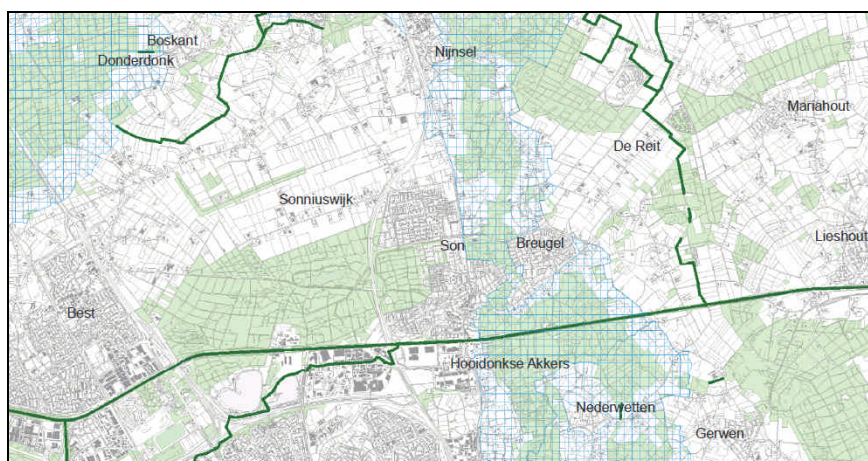 Boskant
Donderdonk
Nijnsel
Mariahout
De Reit
Sonniuswijk
Son
Breugel
Lieshout
Best
Hooidonkse Akkers
Nederwetten
Gerwen